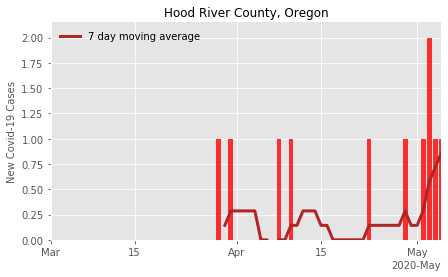 Hood River County, Oregon
7 day moving average
New Covid-19 Cases
2.00
1.75
1.50
1.25
1.00
0.75
0.50
0.25
0.00
Mar
15
Apr
15
May
2020-May